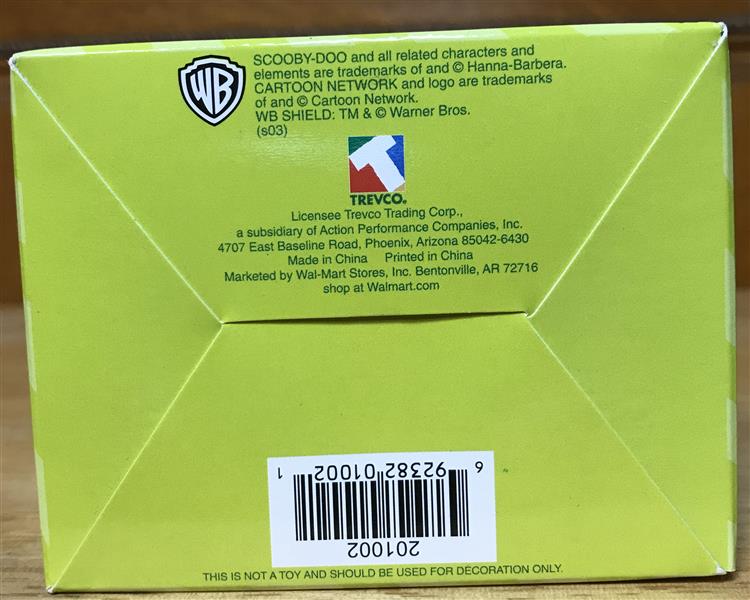 WB
SCOOBY-DOO and all related characters and
elements are trademarks of and © Hanna-Barbera.
CARTOON NETWORK and logo are trademarks
of and © Cartoon Network.
WB SHIELD: TM & © Warner Bros.
(s03)
T
TREVCO®
Licensee Trevco Trading Corp.,
a subsidiary of Action Performance Companies, Inc.
4707 East Baseline Road, Phoenix, Arizona 85042-6430
Made in China Printed in China
Marketed by Wal-Mart Stores, Inc. Bentonville, AR 72716
shop at Walmart.com
201002
6 92382 01002 1
THIS IS NOT A TOY AND SHOULD BE USED FOR DECORATION ONLY.